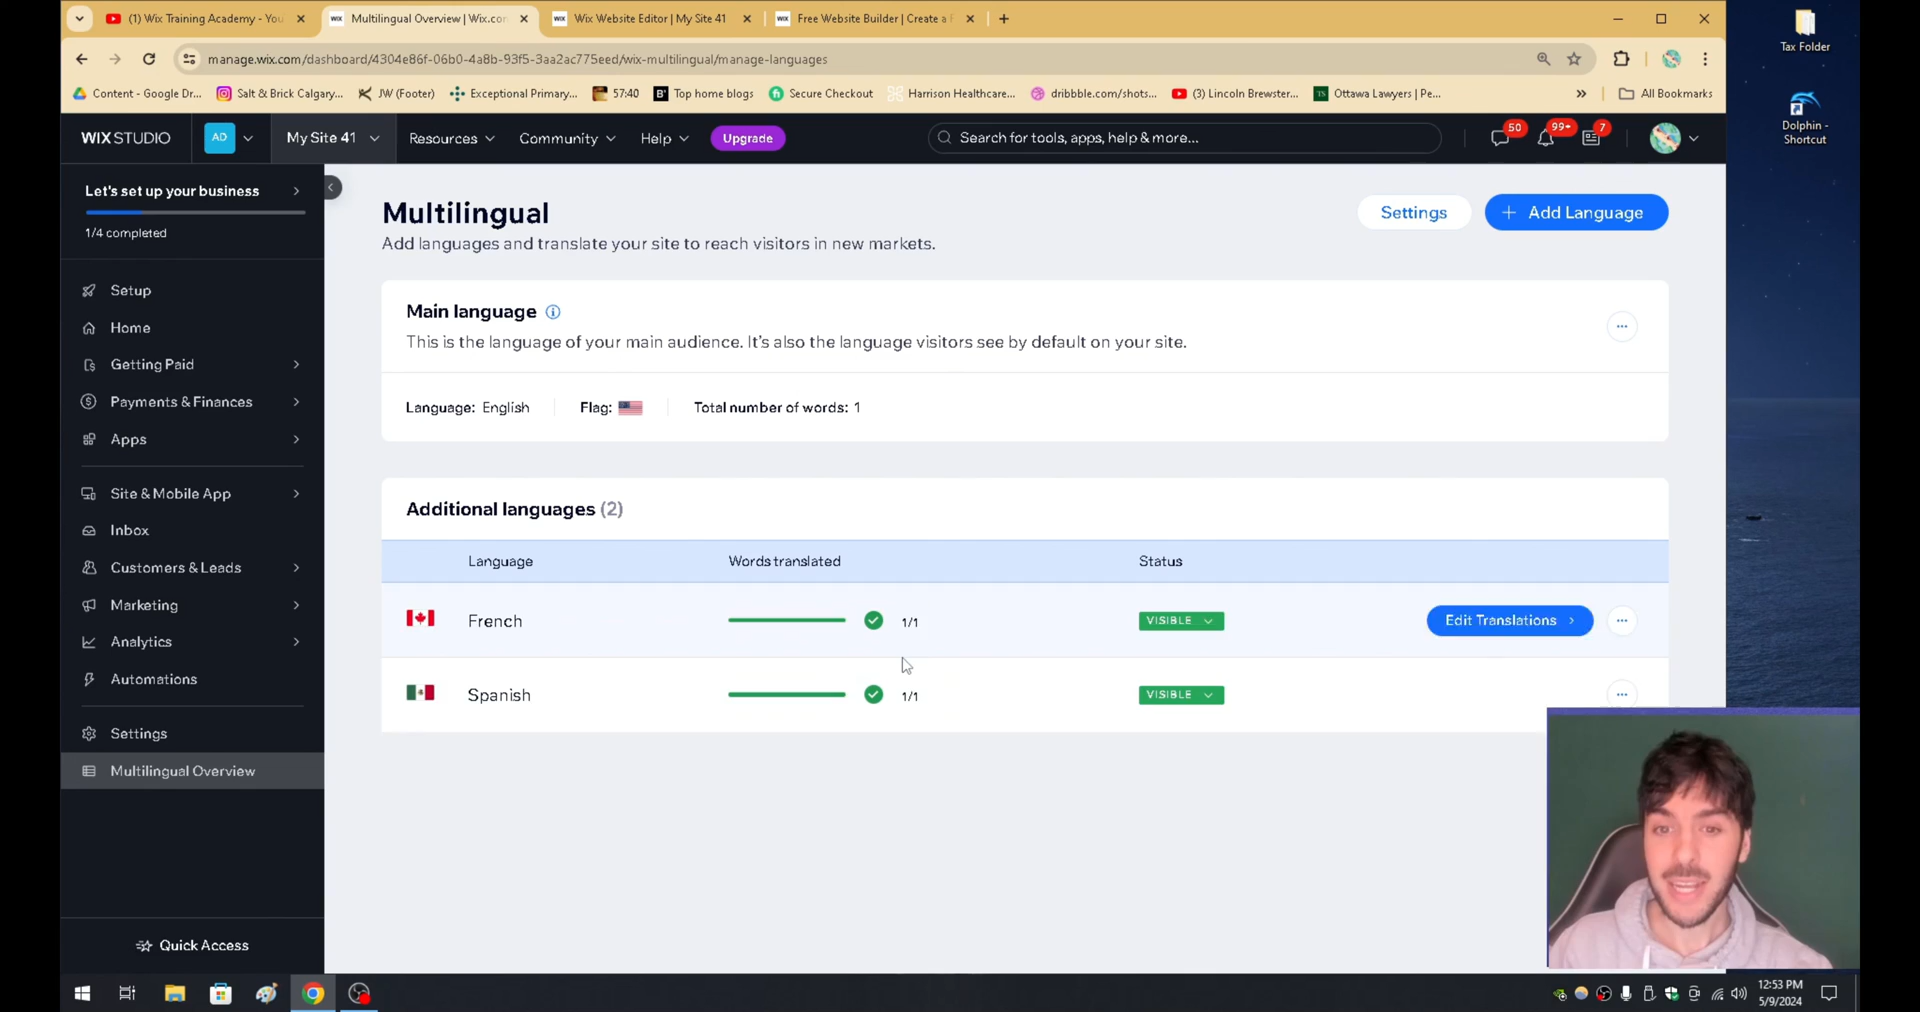 (1) Wix Training Academy - You
Multilingual Overview | Wix.con
WIX
Wix Website Editor | My Site 41
WIX
Free Website Builder | Create a F
manage.wix.com/dashboard/4304e86f-06b0-4a8b-93f5-3aa2ac775eed/wix-multilingual/manage-languages
Content - Google Dr...
Salt & Brick Calgary...
JW (Footer)
Exceptional Primary...
57:40
Top home blogs
Secure Checkout
Harrison Healthcare...
dribbble.com/shots...
(3) Lincoln Brewster...
Ottawa Lawyers | Pe...
All Bookmarks
Tax Folder
Dolphin -
Shortcut
WIX STUDIO
AD
My Site 41
Resources
Community
Help
Upgrade
Search for tools, apps, help & more...
50
99+
7
Let's set up your business
1/4 completed
Setup
Home
Getting Paid
Payments & Finances
Apps
Site & Mobile App
Inbox
Customers & Leads
Marketing
Analytics
Automations
Settings
Multilingual Overview
Quick Access
Multilingual
Add languages and translate your site to reach visitors in new markets.
Settings
+ Add Language
Main language
This is the language of your main audience. It's also the language visitors see by default on your site.
Language: English
Flag:
Total number of words: 1
Additional languages (2)
Language
Words translated
Status
French
1/1
VISIBLE
Edit Translations
Spanish
1/1
VISIBLE
12:53 PM
5/9/2024